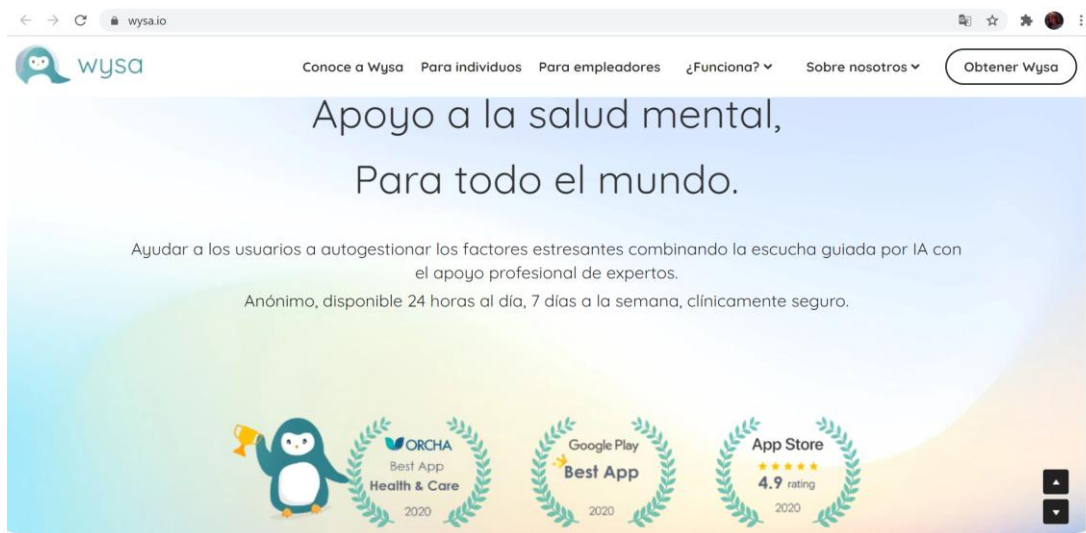 wysa.io
wysa
Conoce a Wysa Para individuos Para empleadores ¿Funciona? Sobre nosotros Obtener Wysa
Apoyo a la salud mental,
Para todo el mundo.
Ayudar a los usuarios a autogestionar los factores estresantes combinando la escucha guiada por IA con
el apoyo profesional de expertos.
Anónimo, disponible 24 horas al día, 7 días a la semana, clínicamente seguro.
ORCHA
Best App
Health & Care
2020
Google Play
Best App
2020
App Store
4.9 rating
2020